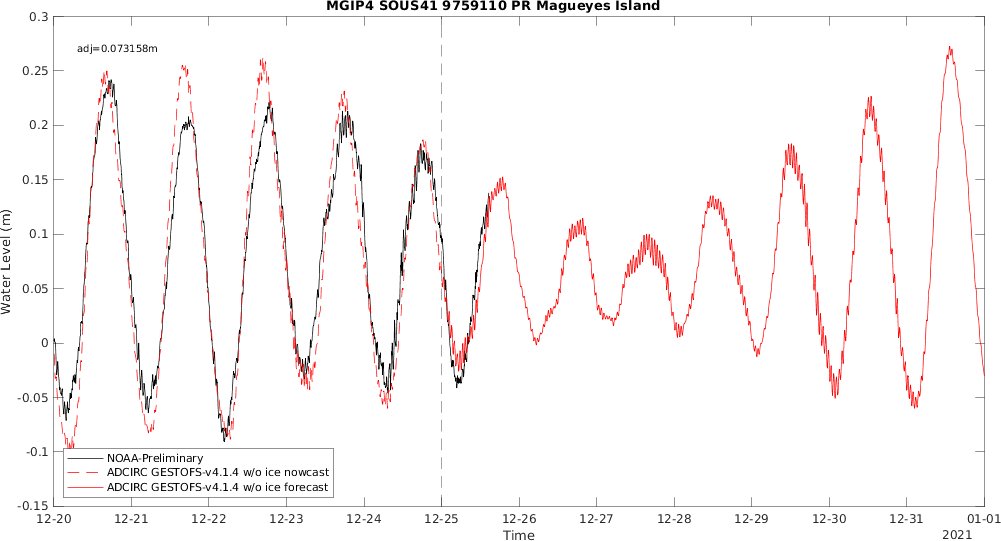 MGIP4 SOUS41 9759110 PR Magueyes Island
adj=0.073158m
Water Level (m)
0.3
0.25
0.2
0.15
0.1
0.05
0
-0.05
-0.1
-0.15
NOAA-Preliminary
ADCIRC GESTOFS-v4.1.4 w/o ice nowcast
ADCIRC GESTOFS-v4.1.4 w/o ice forecast
12-20 12-21 12-22 12-23 12-24 12-25 12-26 12-27 12-28 12-29 12-30 12-31 01-01
Time
2021